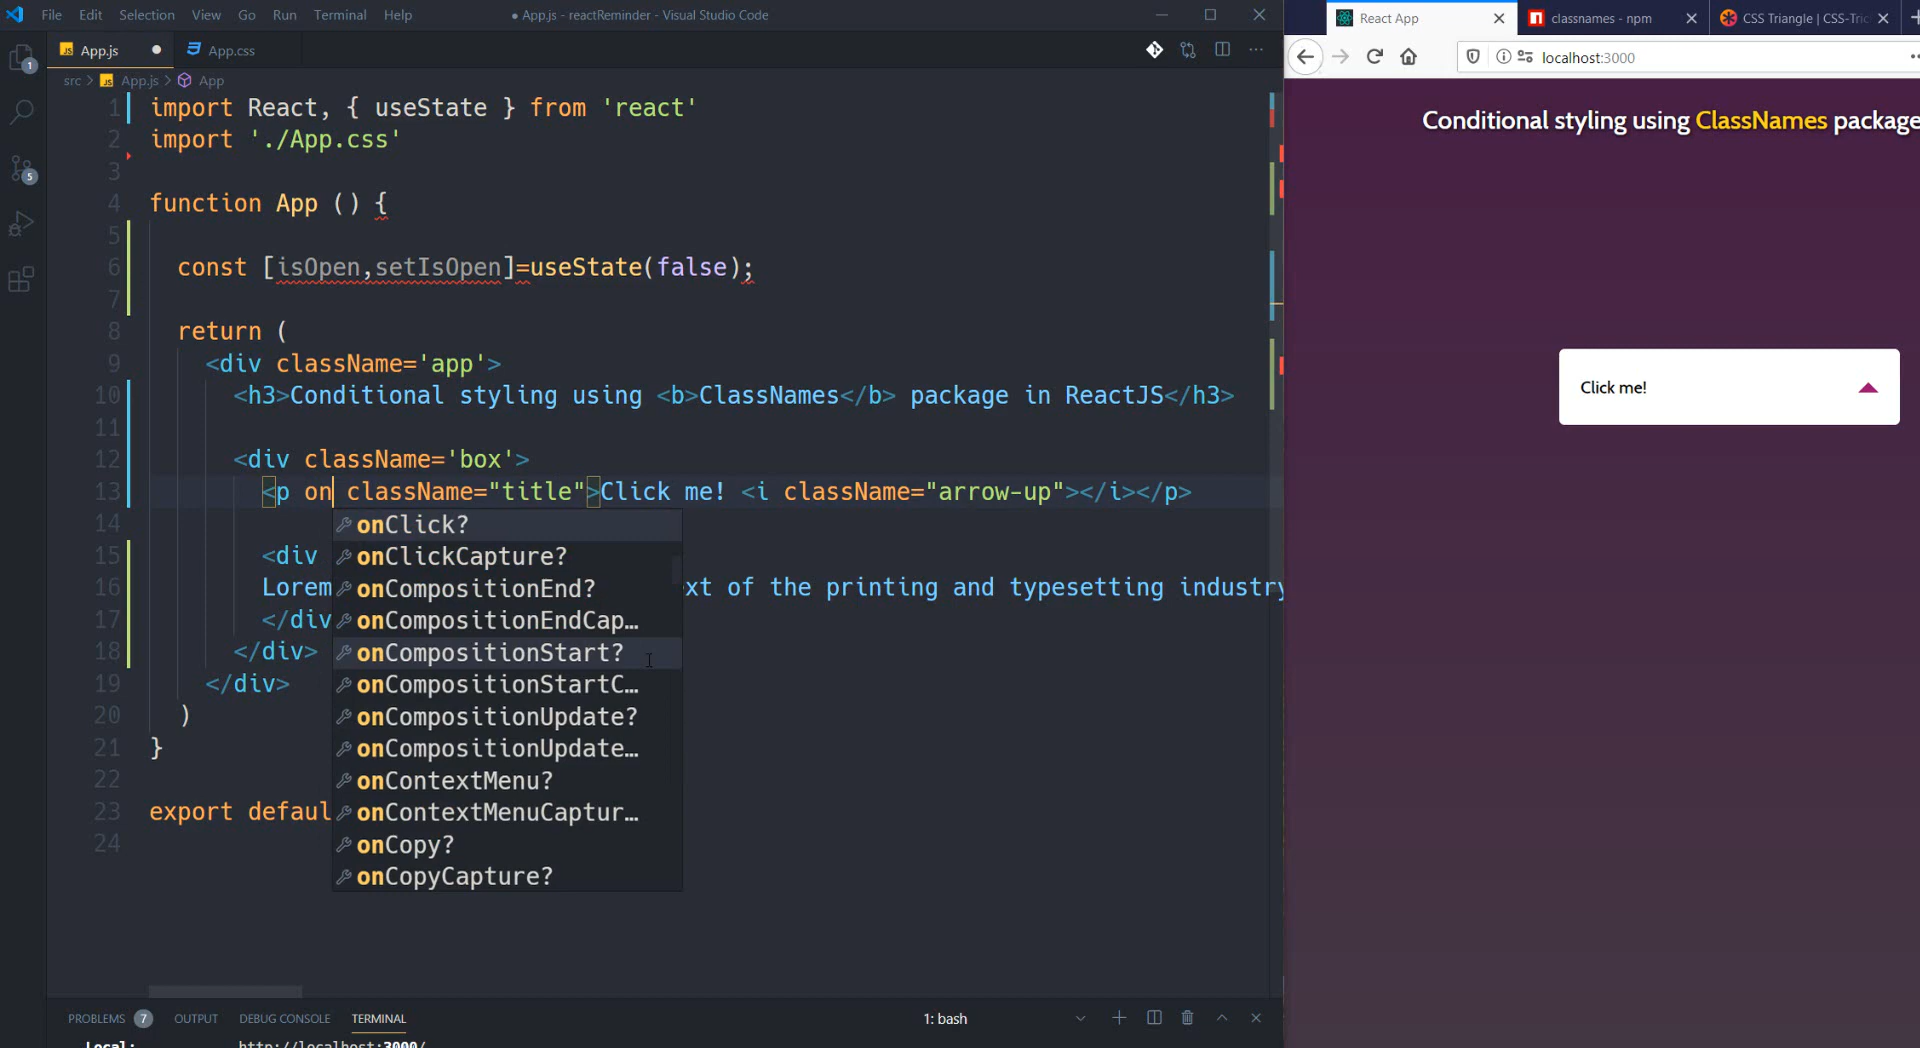 File Edit Selection View Go Run Terminal Help
● App.js - reactReminder - Visual Studio Code
App.js
App.css
src > App.js > App
1 import React, { useState } from 'react'
2 import './App.css'
3
4 function App () {
5
6 const [isOpen,setIsOpen]=useState(false);
7
8 return (
9 <div className='app'>
10 <h3>Conditional styling using <b>ClassNames</b> package in ReactJS</h3>
11
12 <div className='box'>
13 <p on className="title">Click me! <i className="arrow-up"></i></p>
14
15 <div
16 Lorem xt of the printing and typesetting industry
17 </div
18 </div>
19 </div>
20 )
21 }
22
23 export defaul
24
onClick?
onClickCapture?
onCompositionEnd?
onCompositionEndCap…
onCompositionStart?
onCompositionStartC…
onCompositionUpdate?
onCompositionUpdate…
onContextMenu?
onContextMenuCaptur…
onCopy?
onCopyCapture?
1
5
PROBLEMS 7 OUTPUT DEBUG CONSOLE TERMINAL
1: bash
Local: http://localhost:3000/
React App
classnames - npm
CSS Triangle | CSS-Tric
localhost:3000
Conditional styling using ClassNames package
Click me!